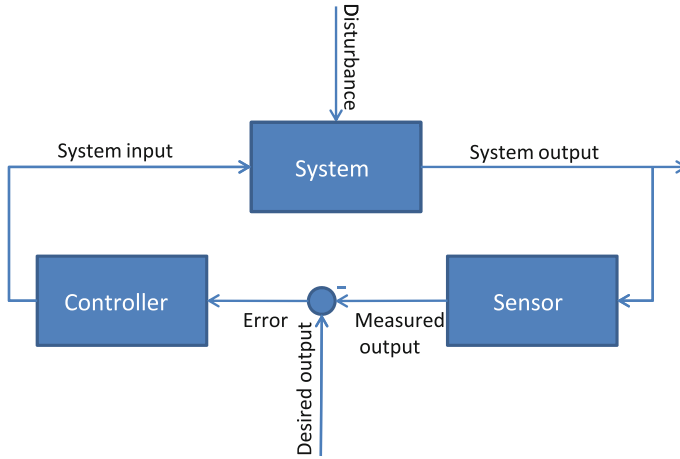 Disturbance
System input
System
System output
Controller
-
Sensor
Error
Measured
output
Desired output